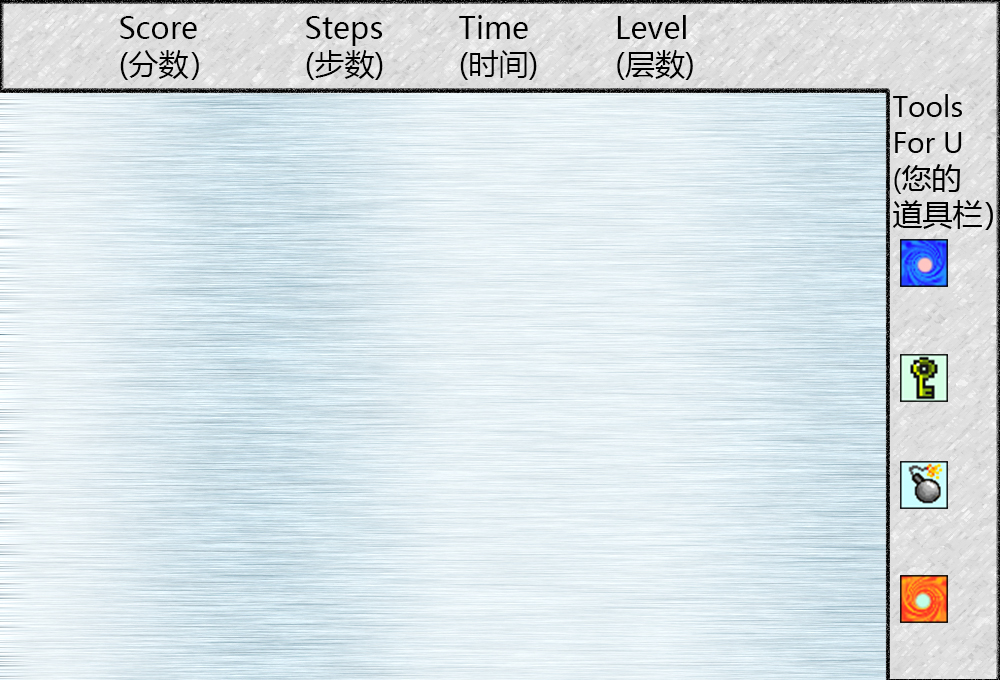 Score Steps Time Level
(分数) (步数) (时间) (层数)
Tools
For U
(您的
道具栏)